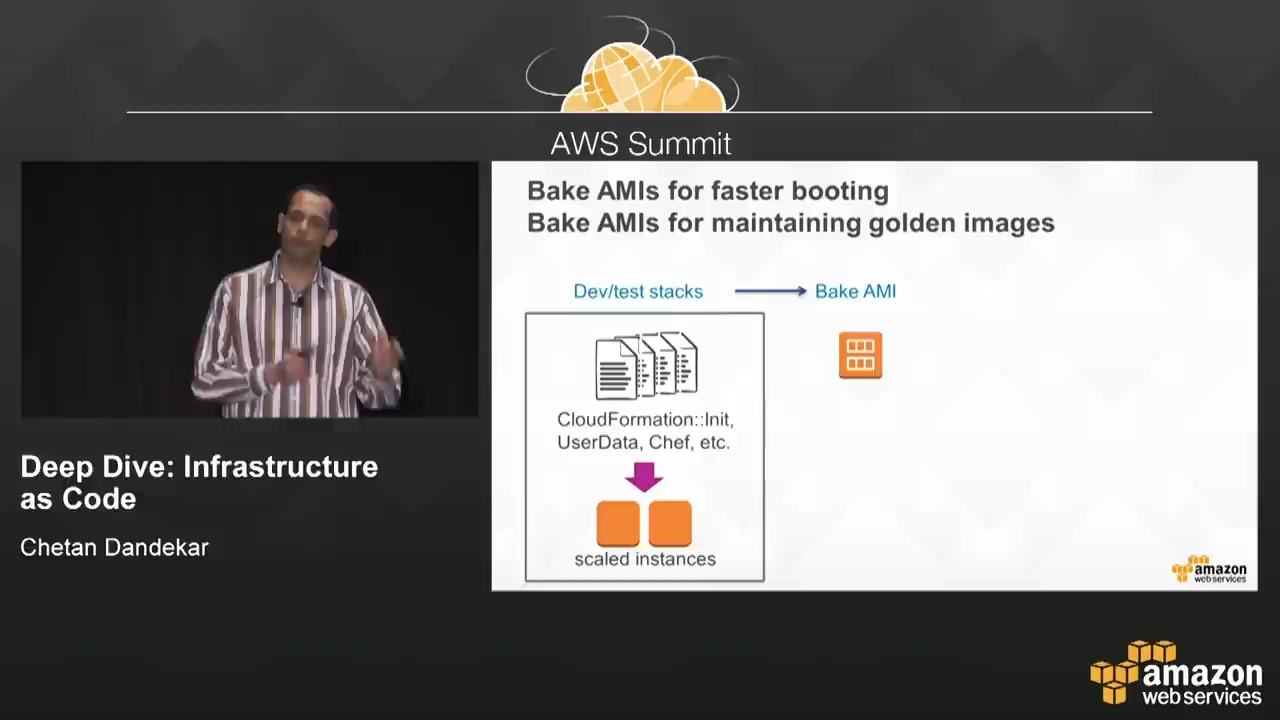 AWS Summit
Bake AMIs for faster booting
Bake AMIs for maintaining golden images
Dev/test stacks
Bake AMI
CloudFormation::Init,
UserData, Chef, etc.
scaled instances
amazon
web services
Deep Dive: Infrastructure
as Code
Chetan Dandekar
amazon
web services